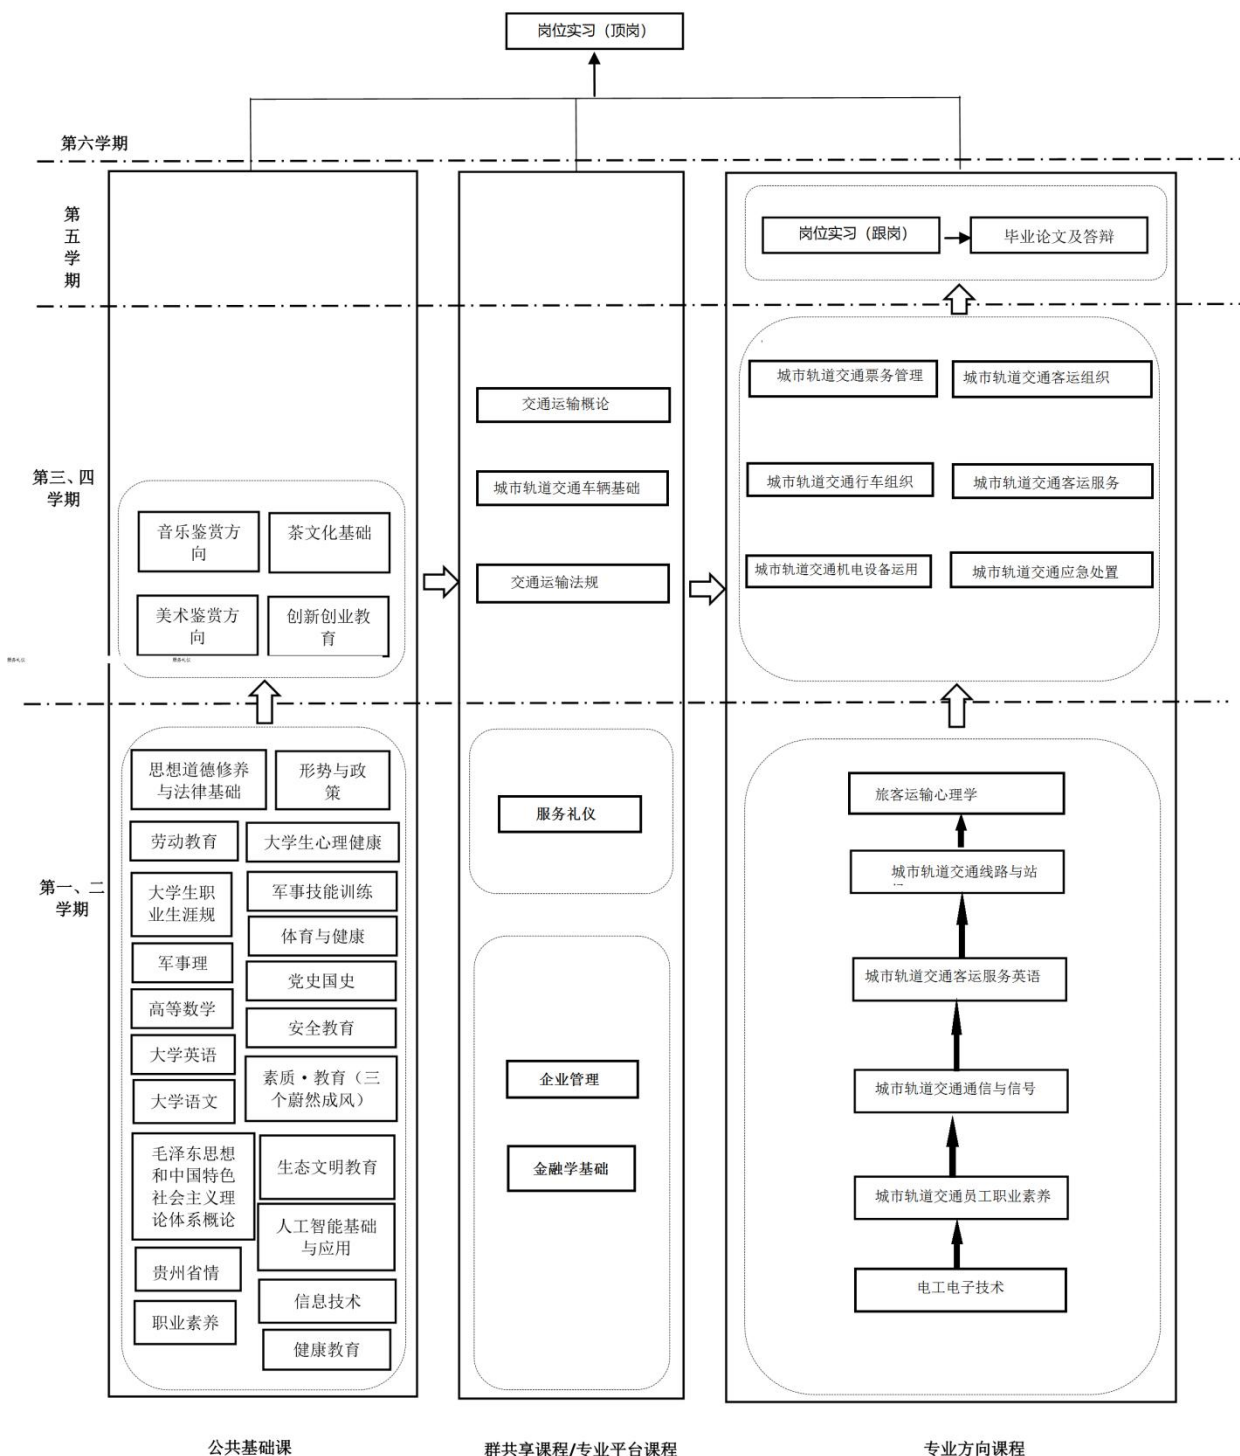 岗位实习（顶岗）
第六学期
第
五
学
期
岗位实习（跟岗）
毕业论文及答辩
第三、四
学期
音乐鉴赏方
向
茶文化基础
美术鉴赏方
向
创新创业教
育
交通运输概论
城市轨道交通车辆基础
交通运输法规
城市轨道交通票务管理
城市轨道交通客运组织
城市轨道交通行车组织
城市轨道交通客运服务
城市轨道交通机电设备运用
城市轨道交通应急处置
第一、二
学期
思想道德修养
与法律基础
形势与政
策
劳动教育
大学生心理健康
大学生职
业生涯规
军事技能训练
体育与健康
军事理
党史国史
高等数学
安全教育
大学英语
素质·教育（三
个蔚然成风）
大学语文
毛泽东思想
和中国特色
社会主义理
论体系概论
生态文明教育
人工智能基础
与应用
贵州省情
信息技术
职业素养
健康教育
服务礼仪
企业管理
金融学基础
旅客运输心理学
城市轨道交通线路与站
城市轨道交通客运服务英语
城市轨道交通通信与信号
城市轨道交通员工职业素养
电工电子技术
公共基础课
群共享课程/专业平台课程
专业方向课程